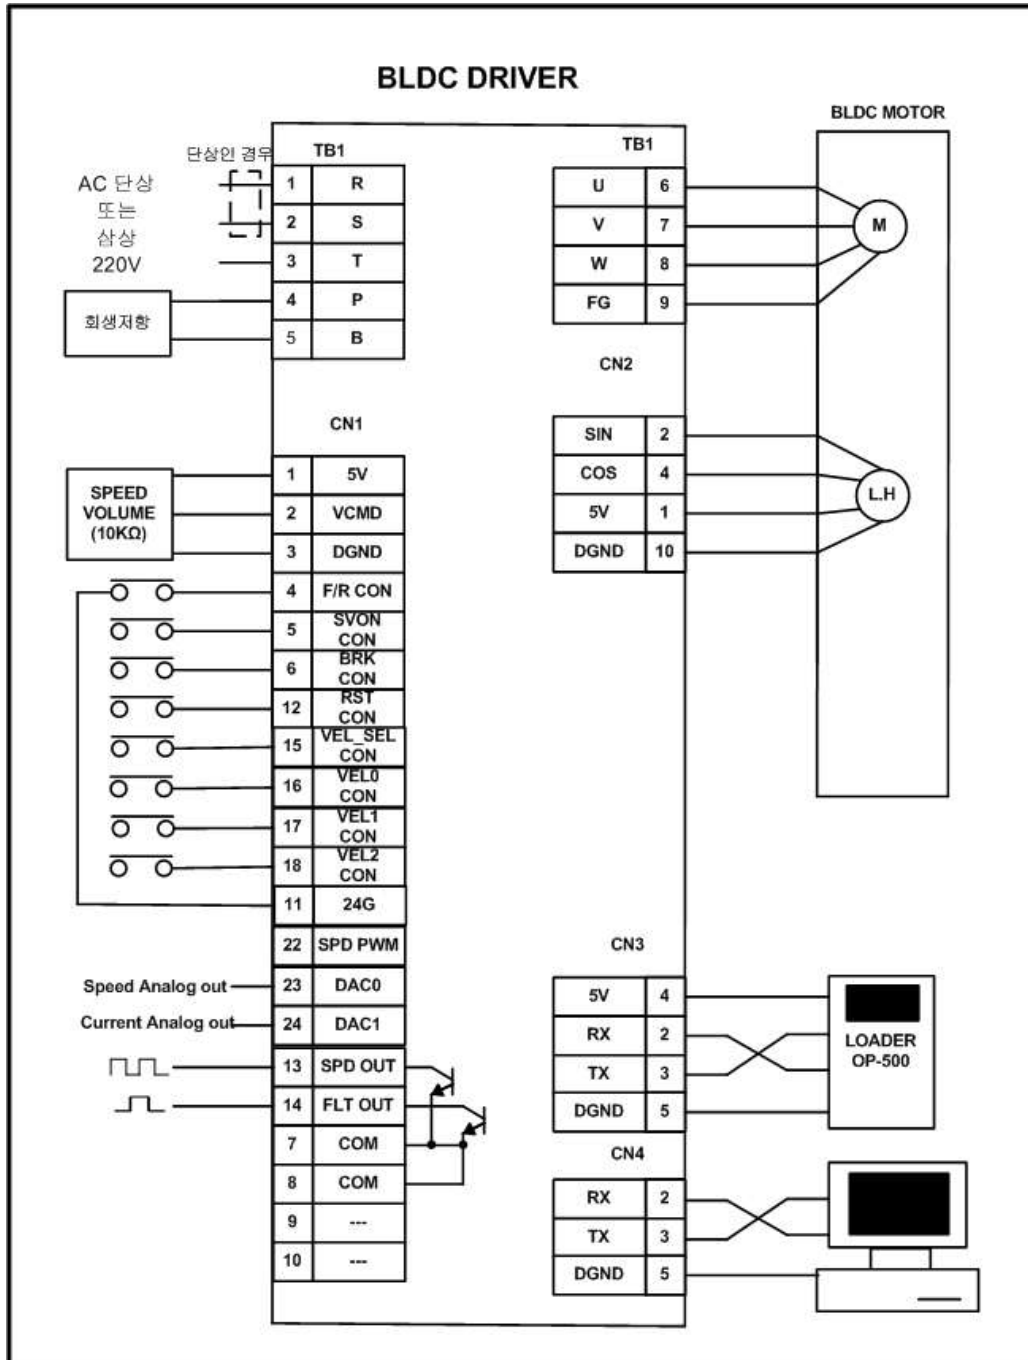 BLDC DRIVER
BLDC MOTOR
단상인 경우
TB1
AC 단상
또는
삼상
220V
1 R
2 S
3 T
4 P
5 B
회생저항
TB1
U 6
V 7
W 8
FG 9
M
CN2
SIN 2
COS 4
5V 1
DGND 10
L.H
CN1
SPEED
VOLUME
(10KΩ)
1 5V
2 VCMD
3 DGND
4 F/R CON
5 SVON
CON
6 BRK
CON
12 RST
CON
15 VEL_SEL
CON
16 VEL0
CON
17 VEL1
CON
18 VEL2
CON
11 24G
22 SPD PWM
Speed Analog out 23 DAC0
Current Analog out 24 DAC1
13 SPD OUT
14 FLT OUT
7 COM
8 COM
9 ---
10 ---
CN3
5V 4
RX 2
TX 3
DGND 5
LOADER
OP-500
CN4
RX 2
TX 3
DGND 5